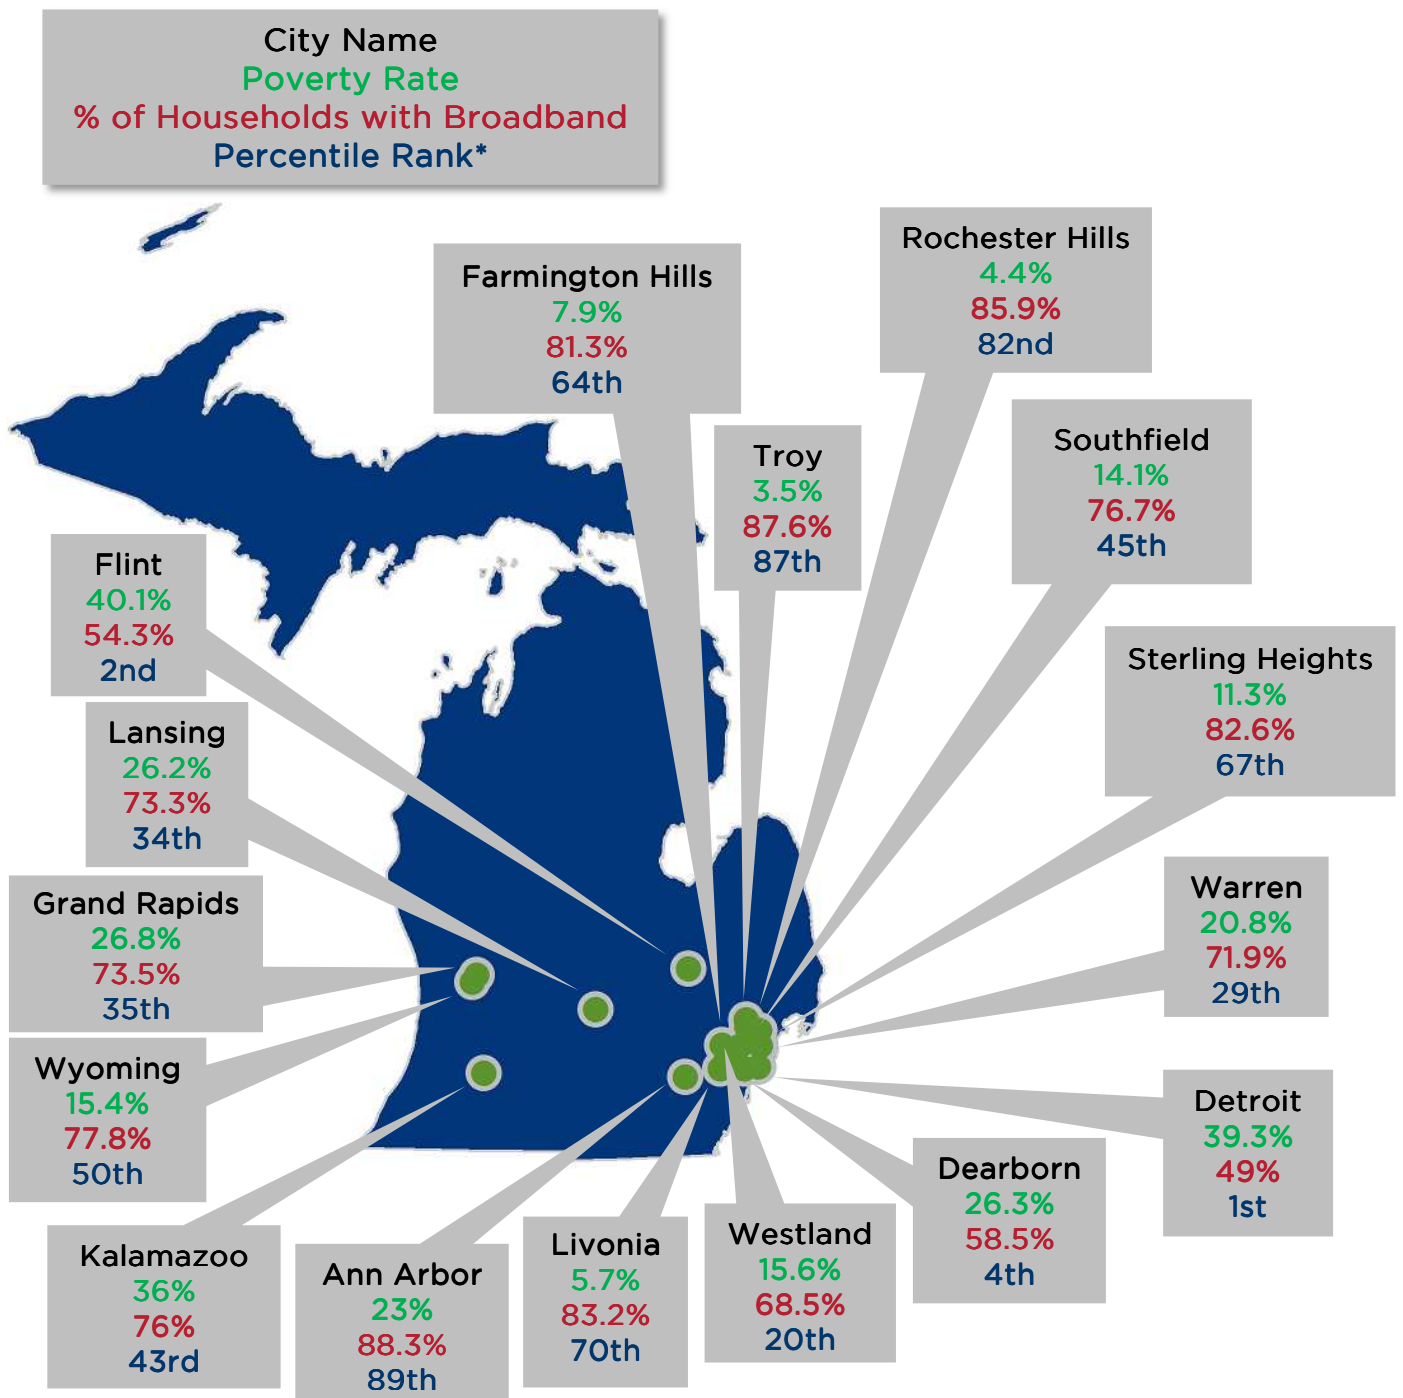 City Name
Poverty Rate
% of Households with Broadband
Percentile Rank*
Rochester Hills
4.4%
85.9%
82nd
Farmington Hills
7.9%
81.3%
64th
Troy
3.5%
87.6%
87th
Southfield
14.1%
76.7%
45th
Flint
40.1%
54.3%
2nd
Sterling Heights
11.3%
82.6%
67th
Lansing
26.2%
73.3%
34th
Grand Rapids
26.8%
73.5%
35th
Warren
20.8%
71.9%
29th
Wyoming
15.4%
77.8%
50th
Detroit
39.3%
49%
1st
Dearborn
26.3%
58.5%
4th
Kalamazoo
36%
76%
43rd
Ann Arbor
23%
88.3%
89th
Livonia
5.7%
83.2%
70th
Westland
15.6%
68.5%
20th